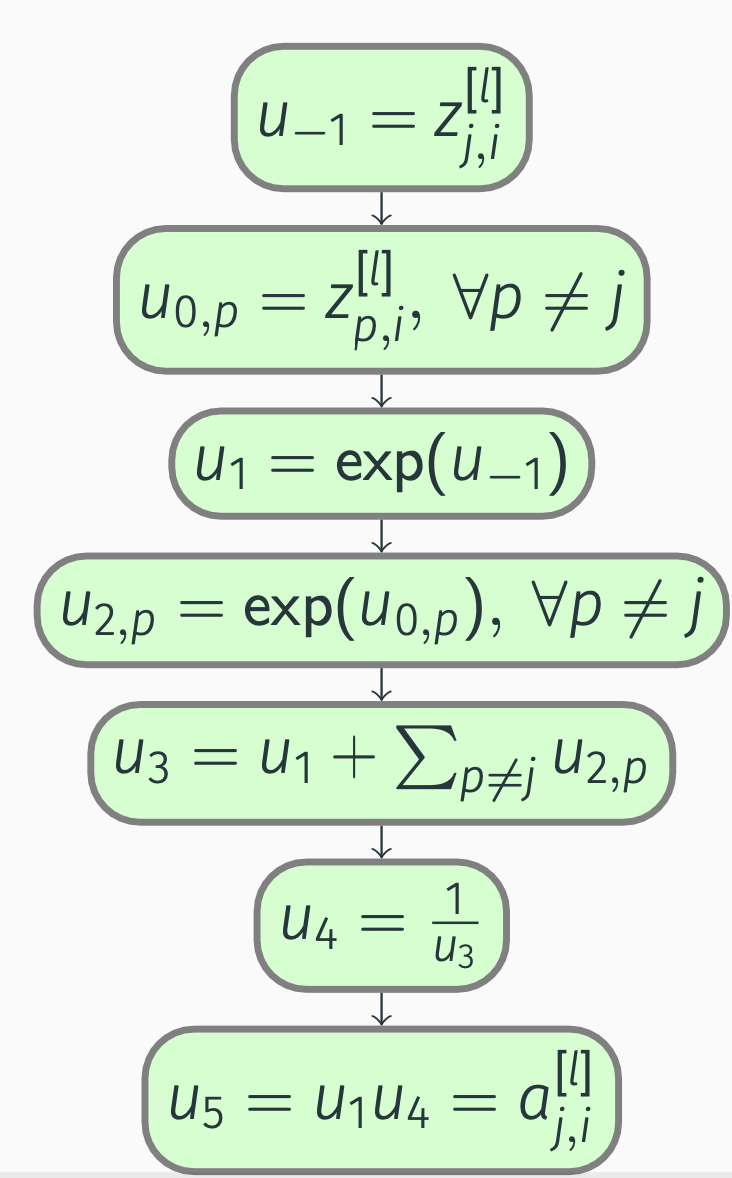 $u_{-1} = z_{j,i}^{[l]}$
$u_{0,p} = z_{p,i}^{[l]}, \ \forall p \neq j$
$u_1 = \exp(u_{-1})$
$u_{2,p} = \exp(u_{0,p}), \ \forall p \neq j$
$u_3 = u_1 + \sum_{p \neq j} u_{2,p}$
$u_4 = \frac{1}{u_3}$
$u_5 = u_1 u_4 = a_{j,i}^{[l]}$